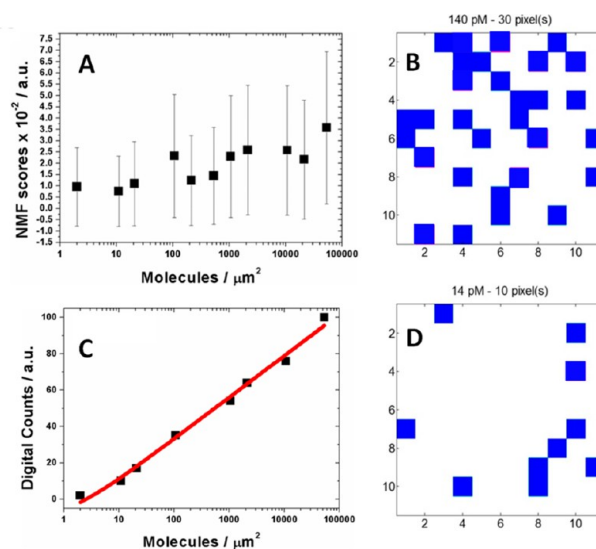 A
NMF scores x 10⁻² / a.u.
7.5
7.0
6.5
6.0
5.5
5.0
4.5
4.0
3.5
3.0
2.5
2.0
1.5
1.0
0.5
0.0
-0.5
-1.0
-1.5
1 10 100 1000 10000 100000
Molecules / μm²
140 pM - 30 pixel(s)
B
2
4
6
8
10
2 4 6 8 10
C
Digital Counts / a.u.
100
80
60
40
20
0
1 10 100 1000 10000 100000
Molecules / μm²
14 pM - 10 pixel(s)
D
2
4
6
8
10
2 4 6 8 10